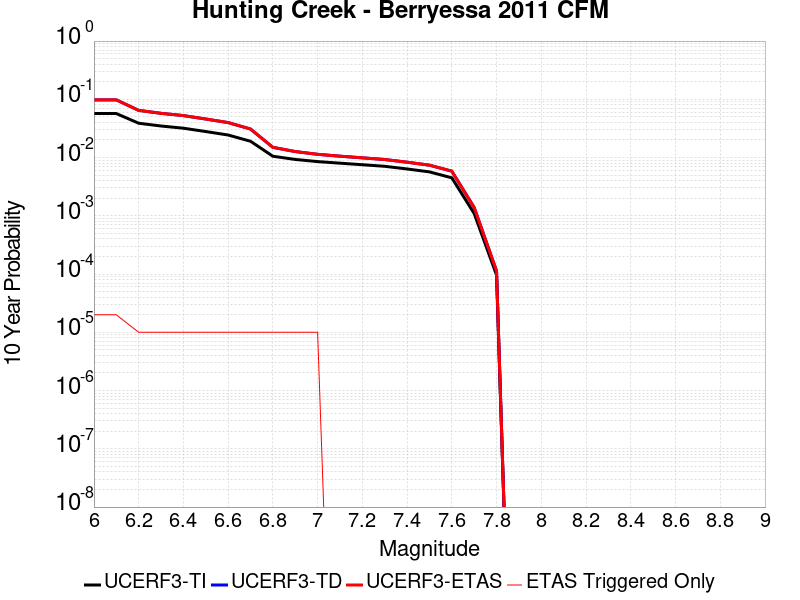 Hunting Creek - Berryessa 2011 CFM
10 0
10 -1
10 -2
10 -3
10 -4
10 -5
10 -6
10 -7
10 -8
10 Year Probability
6 6.2 6.4 6.6 6.8 7 7.2 7.4 7.6 7.8 8 8.2 8.4 8.6 8.8 9
Magnitude
UCERF3-TI UCERF3-TD UCERF3-ETAS ETAS Triggered Only